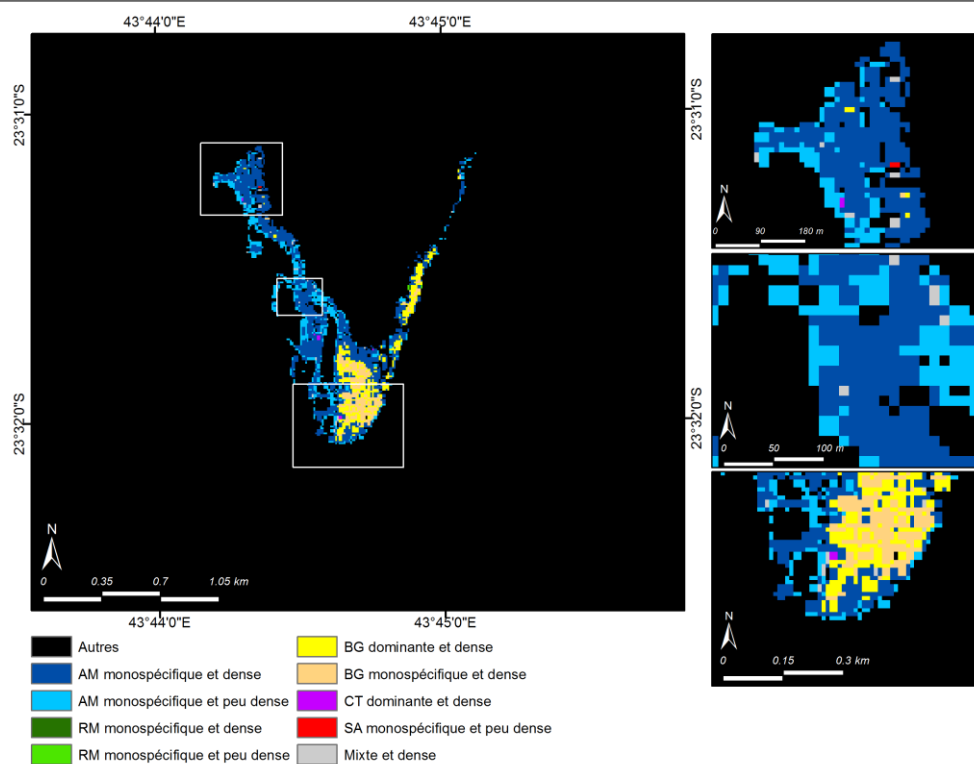 43°44'0"E 43°45'0"E
23°31'0"S
23°31'0"S
N
0 90 180 m
23°32'0"S
23°32'0"S
N
0 50 100 m
N
0 0.35 0.7 1.05 km
N
0 0.15 0.3 km
43°44'0"E 43°45'0"E
Autres
AM monospécifique et dense
AM monospécifique et peu dense
RM monospécifique et dense
RM monospécifique et peu dense
BG dominante et dense
BG monospécifique et dense
CT dominante et dense
SA monospécifique et peu dense
Mixte et dense